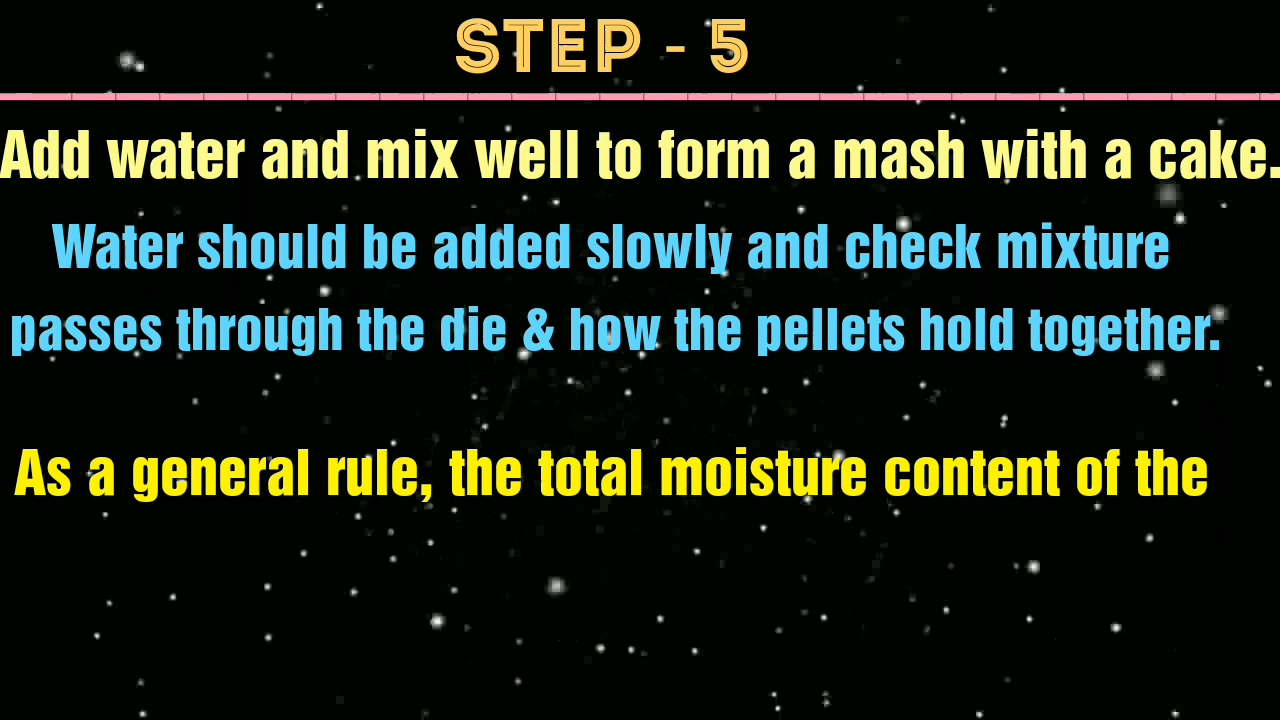 STEP - 5
Add water and mix well to form a mash with a cake.
Water should be added slowly and check mixture
passes through the die & how the pellets hold together.
As a general rule, the total moisture content of the